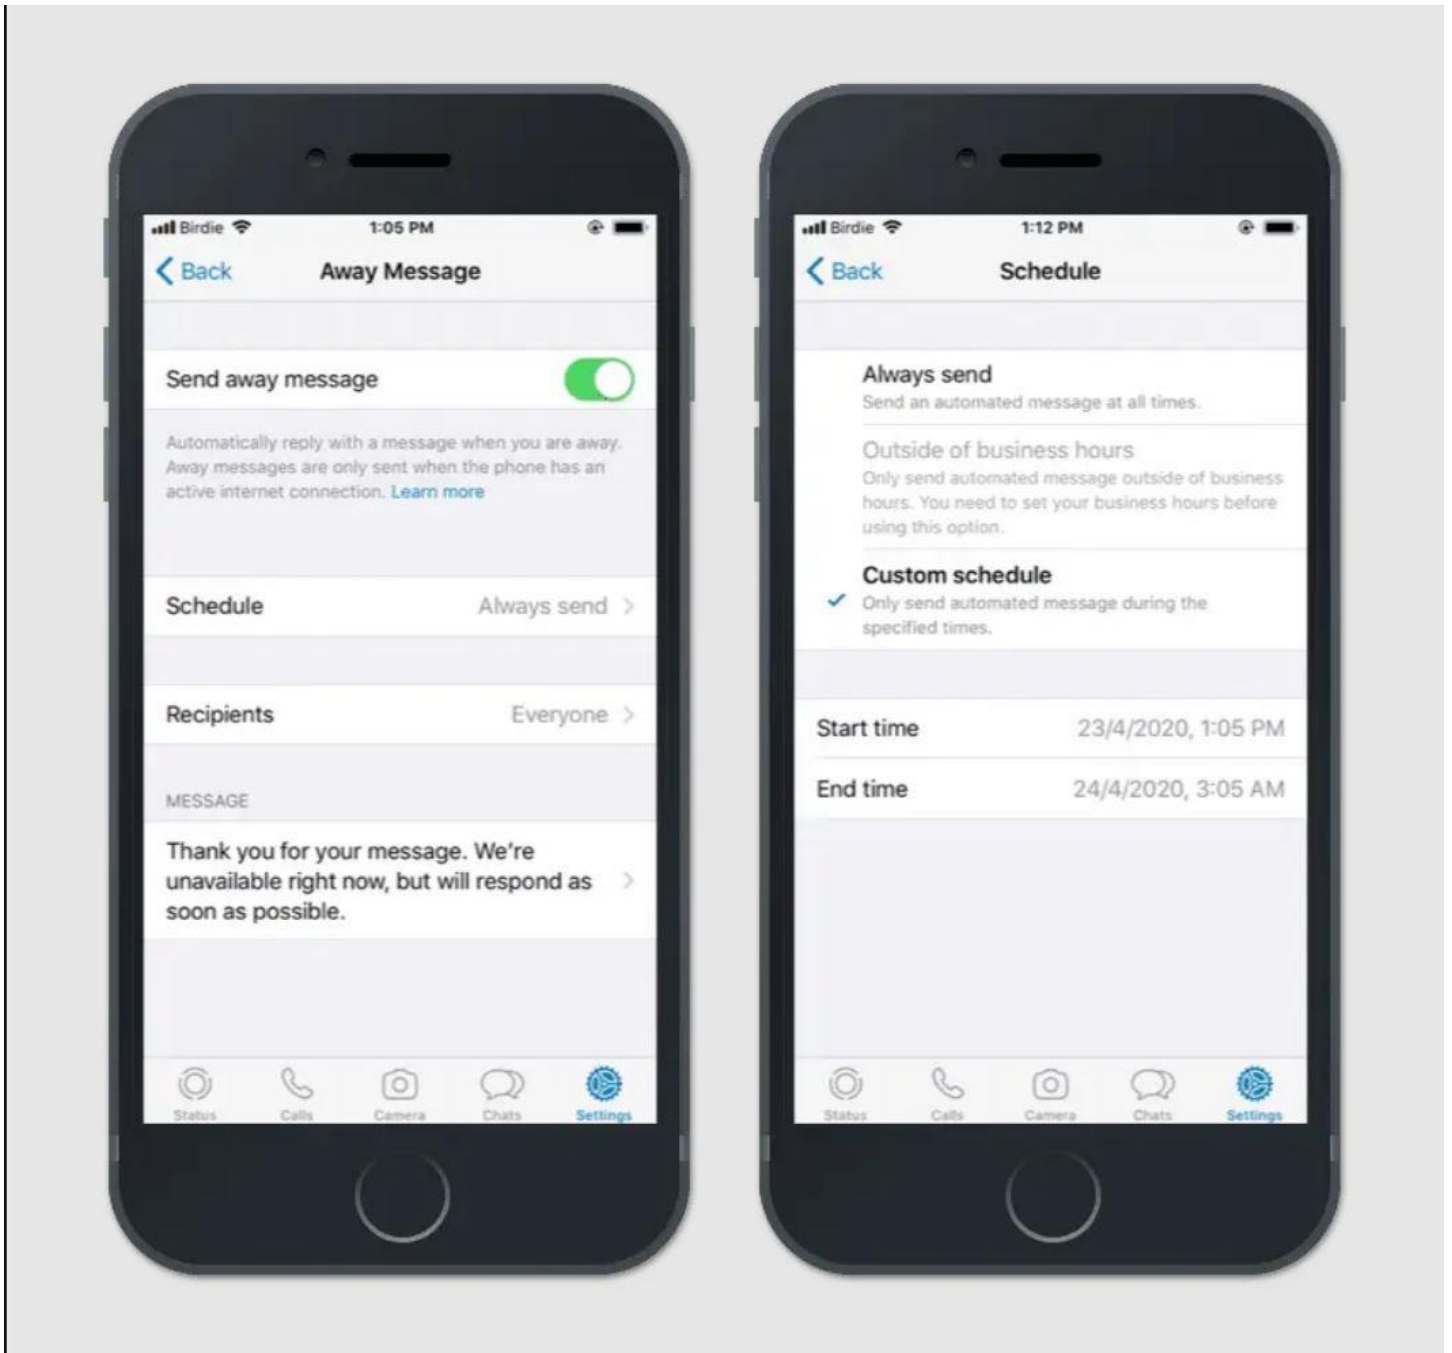 Birdie
1:05 PM
Back
Away Message
Send away message
Automatically reply with a message when you are away.
Away messages are only sent when the phone has an
active internet connection. Learn more
Schedule
Always send
Recipients
Everyone
MESSAGE
Thank you for your message. We're
unavailable right now, but will respond as
soon as possible.
Status
Calls
Camera
Chats
Settings
Birdie
1:12 PM
Back
Schedule
Always send
Send an automated message at all times.
Outside of business hours
Only send automated message outside of business
hours. You need to set your business hours before
using this option.
Custom schedule
Only send automated message during the
specified times.
Start time
23/4/2020, 1:05 PM
End time
24/4/2020, 3:05 AM
Status
Calls
Camera
Chats
Settings